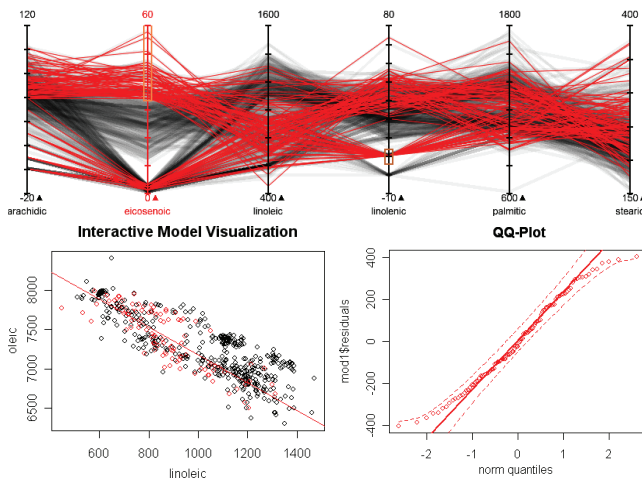 120 60 1600 80 1800 400
-20 0 400 -10 600 150
arachidic eicosenoic linoleic linolenic palmitic stearic
Interactive Model Visualization
oleic
8000
7500
7000
6500
600 800 1000 1200 1400
linoleic
QQ-Plot
mod1$residuals
400
200
0
-200
-400
-2 -1 0 1 2
norm quantiles